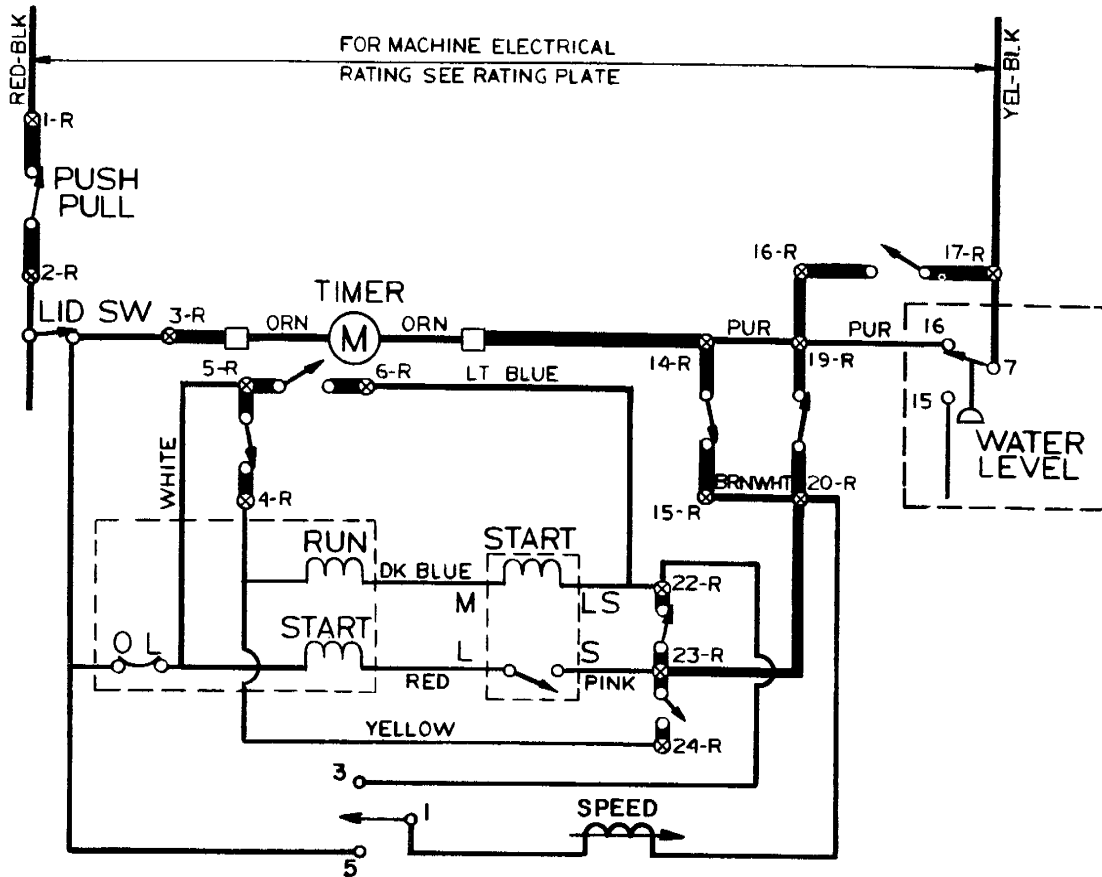 RED-BLK
FOR MACHINE ELECTRICAL
RATING SEE RATING PLATE
YEL-BLK
1-R
PUSH
PULL
2-R
LID SW
3-R
TIMER
ORN
M
ORN
16-R
17-R
PUR
PUR
16
14-R
19-R
7
5-R
6-R
LT BLUE
15
WATER
LEVEL
WHITE
4-R
BRNWHT
15-R
20-R
RUN
DK BLUE
START
M
LS
22-R
OL
START
L
S
23-R
RED
PINK
YELLOW
24-R
3
1
SPEED
5